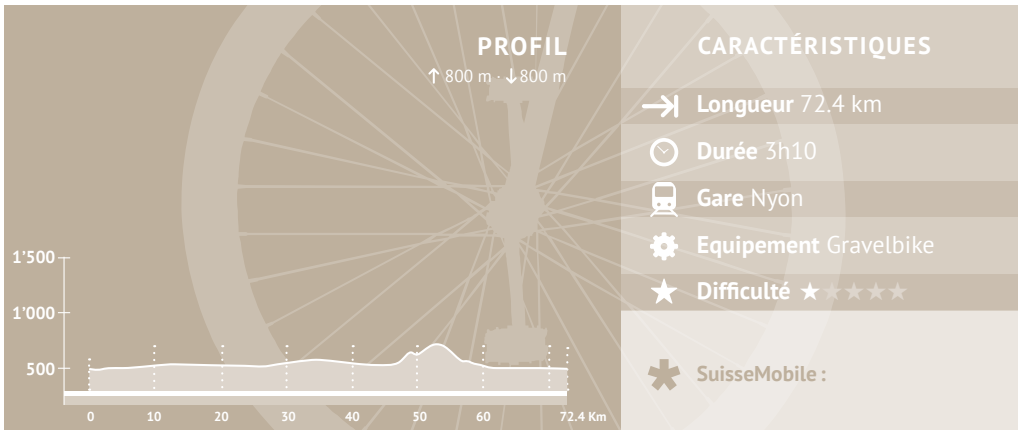 PROFIL
↑ 800 m · ↓800 m
1’500
1’000
500
0 10 20 30 40 50 60 72.4 Km
CARACTÉRISTIQUES
Longueur 72.4 km
Durée 3h10
Gare Nyon
Equipement Gravelbike
Difficulté
SuisseMobile :